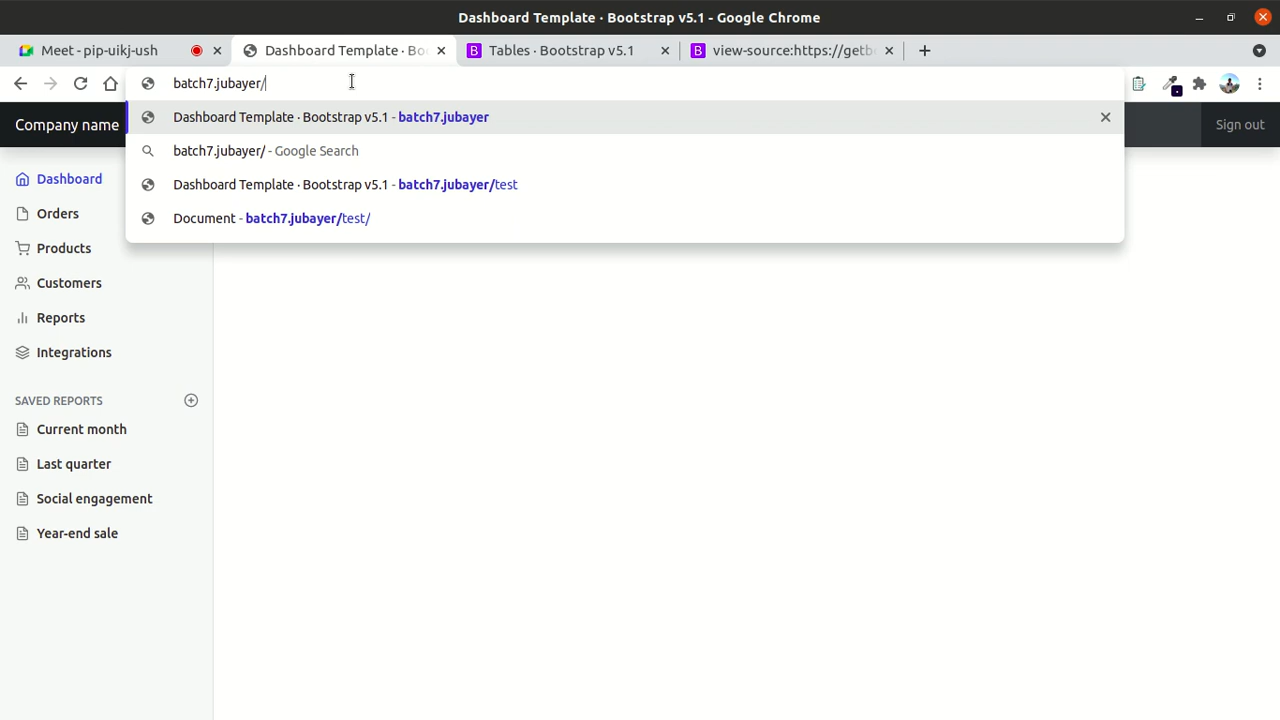 Dashboard Template · Bootstrap v5.1 - Google Chrome
Meet - pip-uikj-ush
Dashboard Template · Boo
Tables · Bootstrap v5.1
view-source:https://getbo
batch7.jubayer/
Dashboard Template · Bootstrap v5.1 - batch7.jubayer
batch7.jubayer/ - Google Search
Dashboard Template · Bootstrap v5.1 - batch7.jubayer/test
Document - batch7.jubayer/test/
Company name
Sign out
Dashboard
Orders
Products
Customers
Reports
Integrations
SAVED REPORTS
Current month
Last quarter
Social engagement
Year-end sale